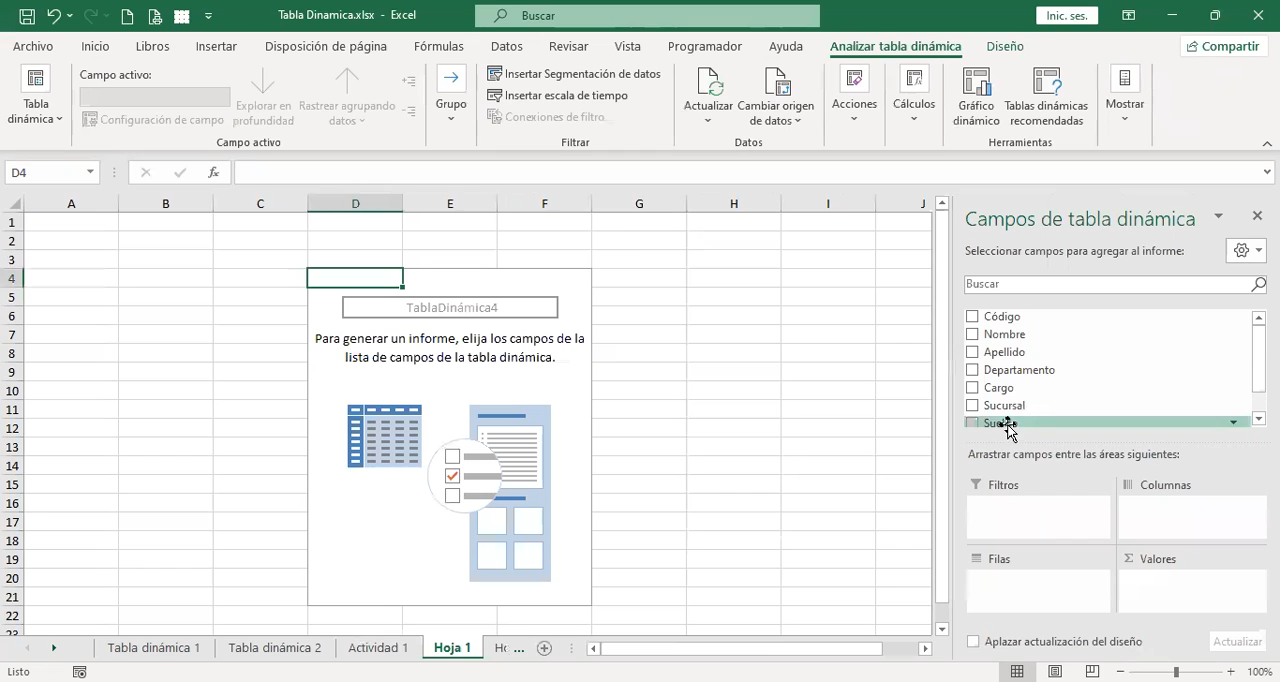 Tabla Dinamica.xlsx - Excel
Buscar
Inic. ses.
Archivo Inicio Libros Insertar Disposición de página Fórmulas Datos Revisar Vista Programador Ayuda Analizar tabla dinámica Diseño Compartir
Tabla dinámica
Campo activo:
Configuración de campo
Explorar en profundidad
Rastrear agrupando datos
Campo activo
Grupo
Insertar Segmentación de datos
Insertar escala de tiempo
Conexiones de filtro...
Filtrar
Actualizar
Cambiar origen de datos
Datos
Acciones
Cálculos
Gráfico dinámico
Tablas dinámicas recomendadas
Herramientas
Mostrar
D4
fx
A B C D E F G H I J
1
2
3
4
5
6
7
8
9
10
11
12
13
14
15
16
17
18
19
20
21
22
23
TablaDinámica4
Para generar un informe, elija los campos de la
lista de campos de la tabla dinámica.
Campos de tabla dinámica
Seleccionar campos para agregar al informe:
Buscar
Código
Nombre
Apellido
Departamento
Cargo
Sucursal
Arrastrar campos entre las áreas siguientes:
Filtros
Columnas
Filas
Σ Valores
Aplazar actualización del diseño
Actualizar
Tabla dinámica 1 Tabla dinámica 2 Actividad 1 Hoja 1 ...
Listo
100%